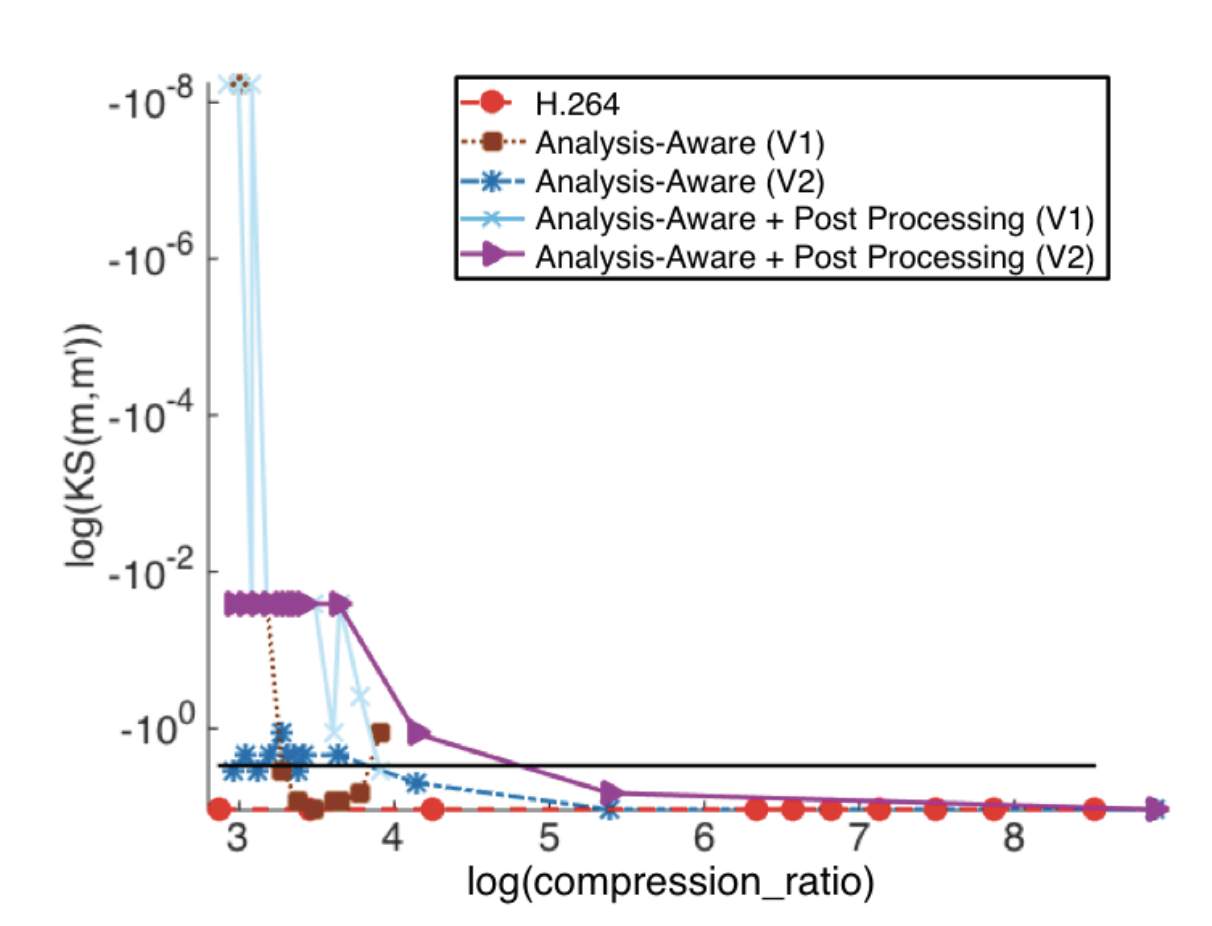 H.264
Analysis-Aware (V1)
Analysis-Aware (V2)
Analysis-Aware + Post Processing (V1)
Analysis-Aware + Post Processing (V2)
log(KS(m,m'))
-10^-8
-10^-6
-10^-4
-10^-2
-10^0
3 4 5 6 7 8
log(compression_ratio)